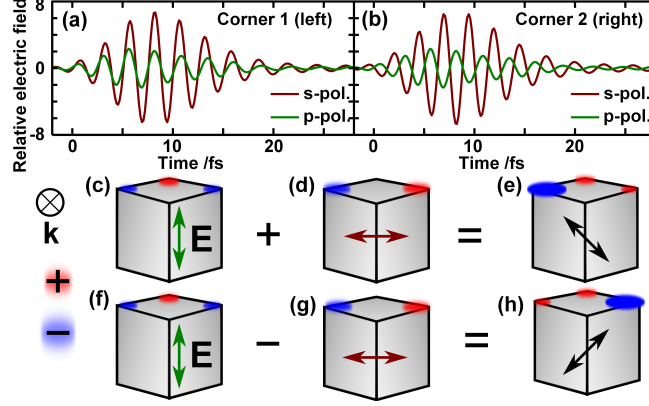 Relative electric field
8
0
-8
(a) Corner 1 (left)
s-pol.
p-pol.
0 10 20
Time /fs
(b) Corner 2 (right)
s-pol.
p-pol.
0 10 20
Time /fs
k
+
−
(c) E + (d) = (e)
(f) E − (g) = (h)